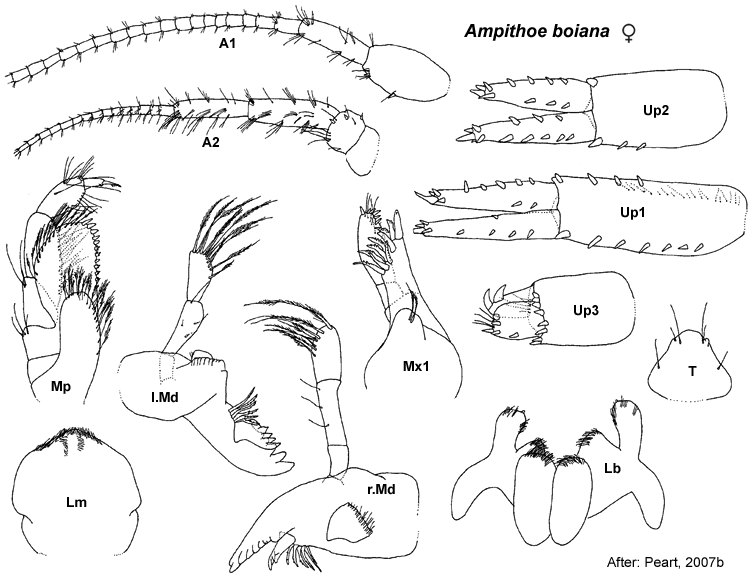 Ampithoe boiana ♀
A1
A2
Up2
Up1
Up3
T
Mp
l.Md
Mx1
Lm
r.Md
Lb
After: Peart, 2007b